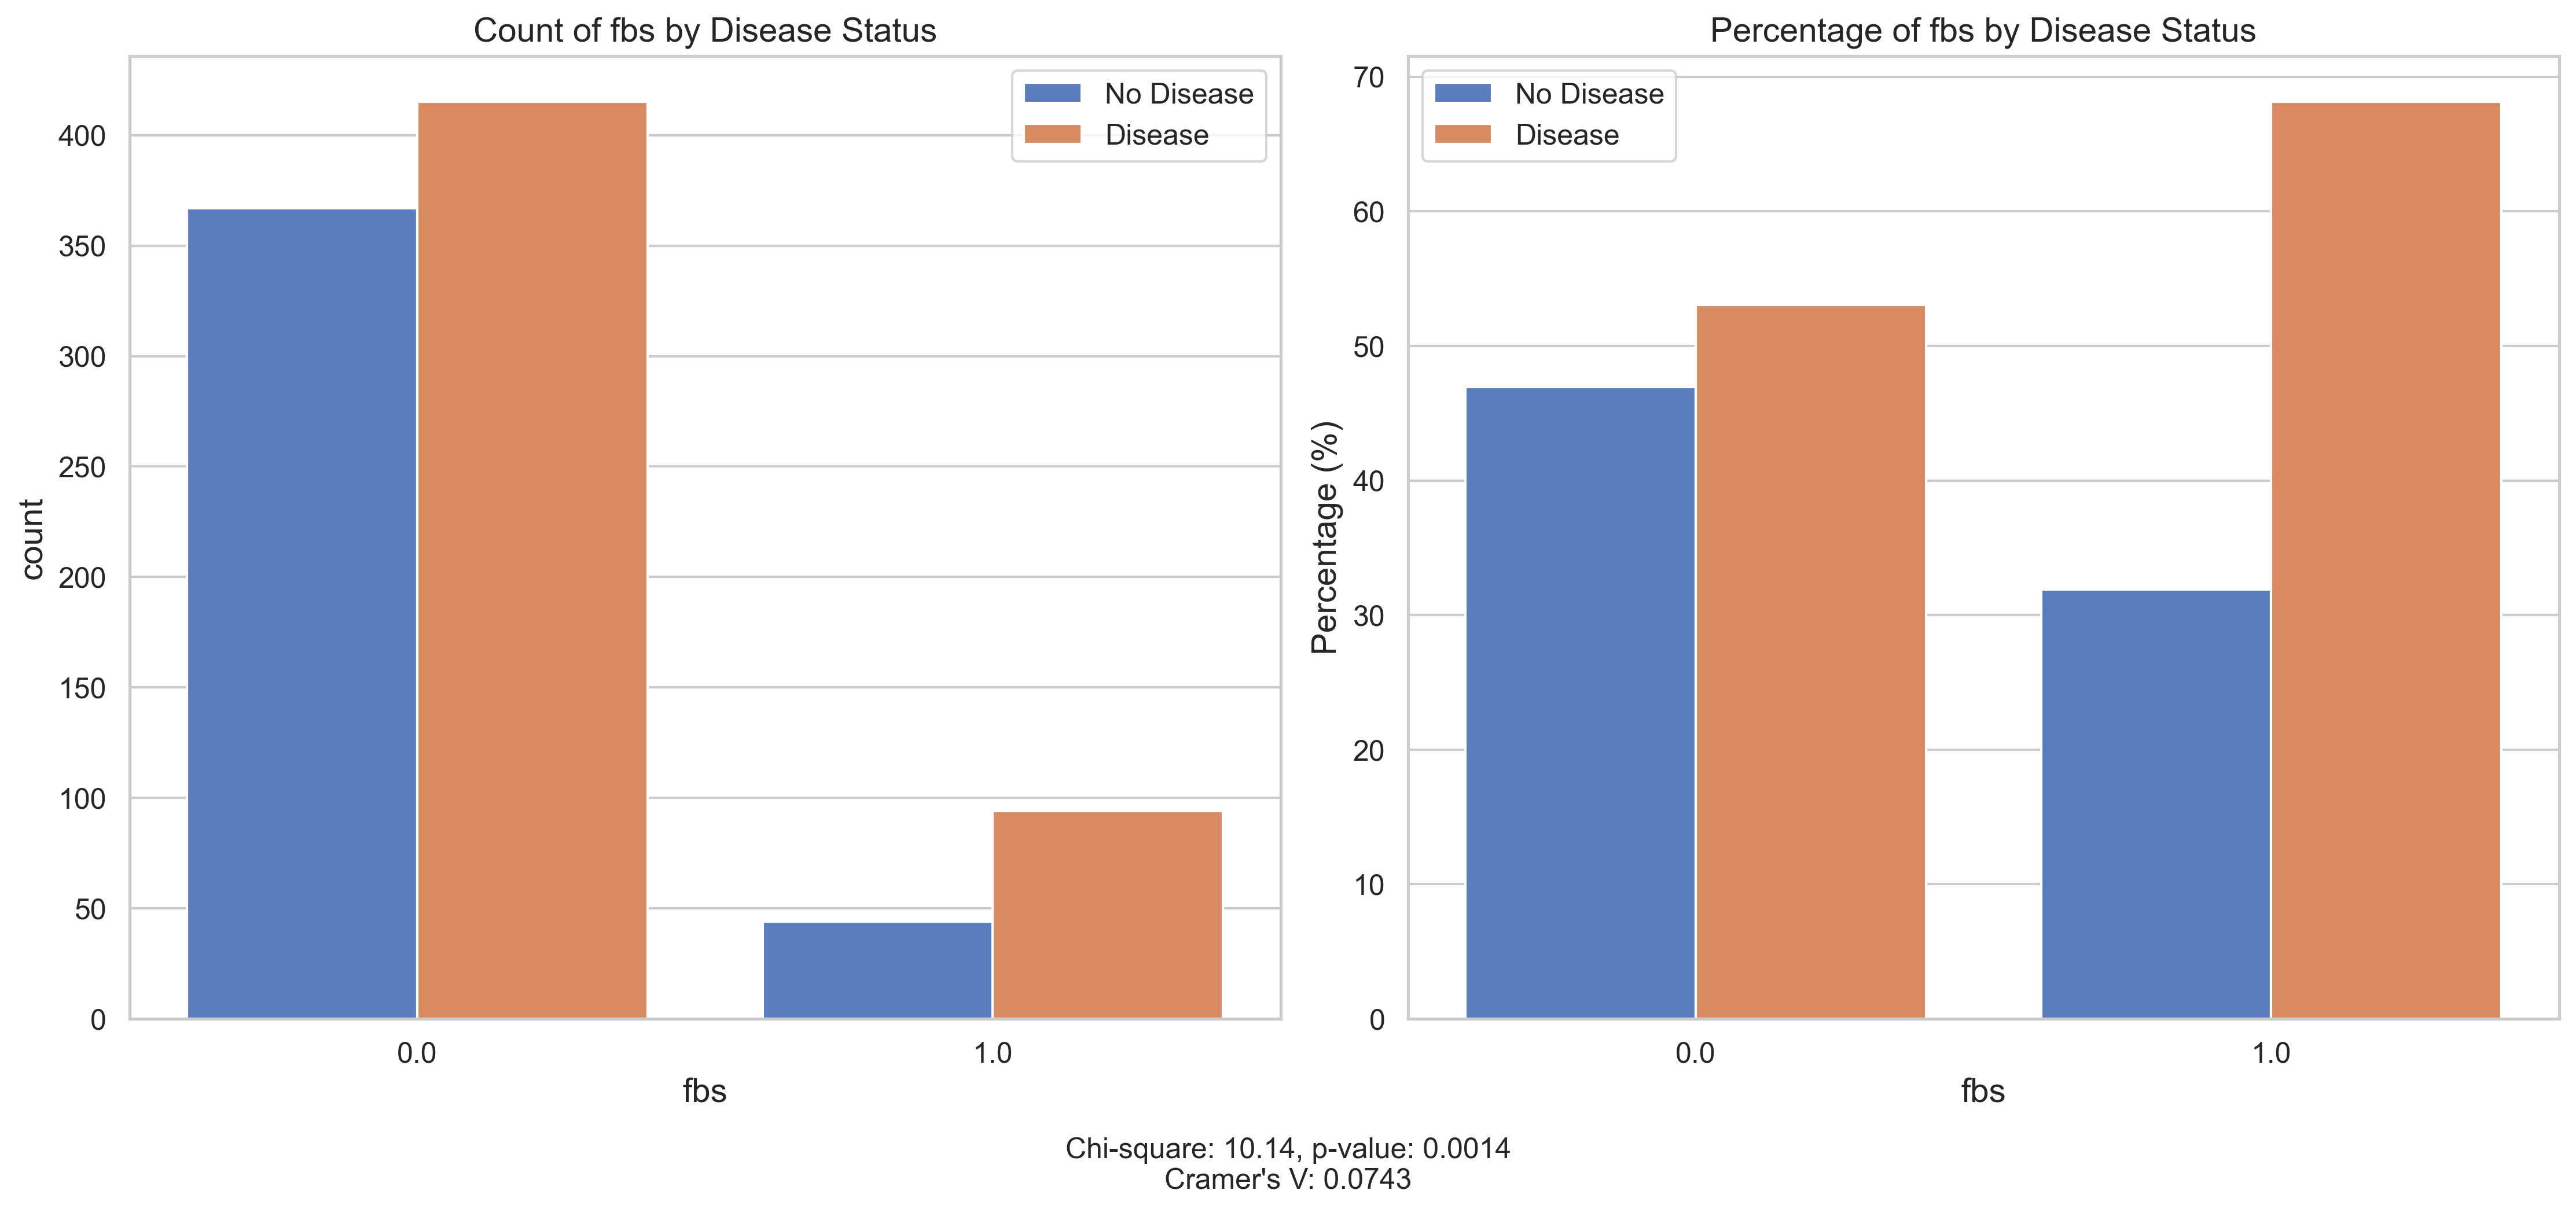 Count of fbs by Disease Status
No Disease
Disease
400
350
300
250
200
150
100
50
0
count
0.0
1.0
fbs
Percentage of fbs by Disease Status
No Disease
Disease
70
60
50
40
30
20
10
0
Percentage (%)
0.0
1.0
fbs
Chi-square: 10.14, p-value: 0.0014
Cramer's V: 0.0743